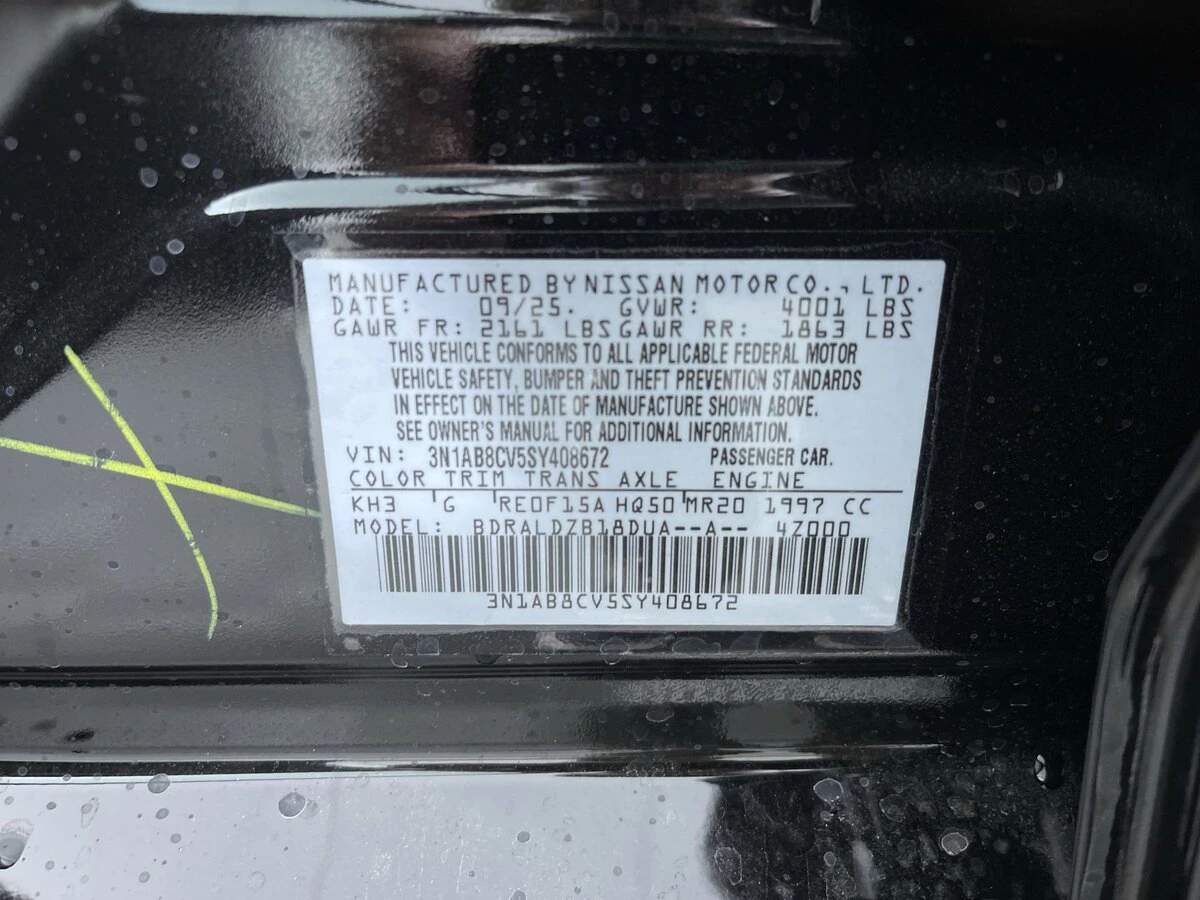 MANUFACTURED BY NISSAN MOTOR CO., LTD.
DATE: 09/25. GVWR: 4001 LBS
GAWR FR: 2161 LBS GAWR RR: 1863 LBS
THIS VEHICLE CONFORMS TO ALL APPLICABLE FEDERAL MOTOR
VEHICLE SAFETY, BUMPER AND THEFT PREVENTION STANDARDS
IN EFFECT ON THE DATE OF MANUFACTURE SHOWN ABOVE.
SEE OWNER'S MANUAL FOR ADDITIONAL INFORMATION.
VIN: 3N1AB8CV5SY408672 PASSENGER CAR.
COLOR TRIM TRANS AXLE ENGINE
KH3 G RE0F15A HQ50 MR20 1997 CC
MODEL: BDRALDZB18DUA--A-- 4Z000
3N1AB8CV5SY408672